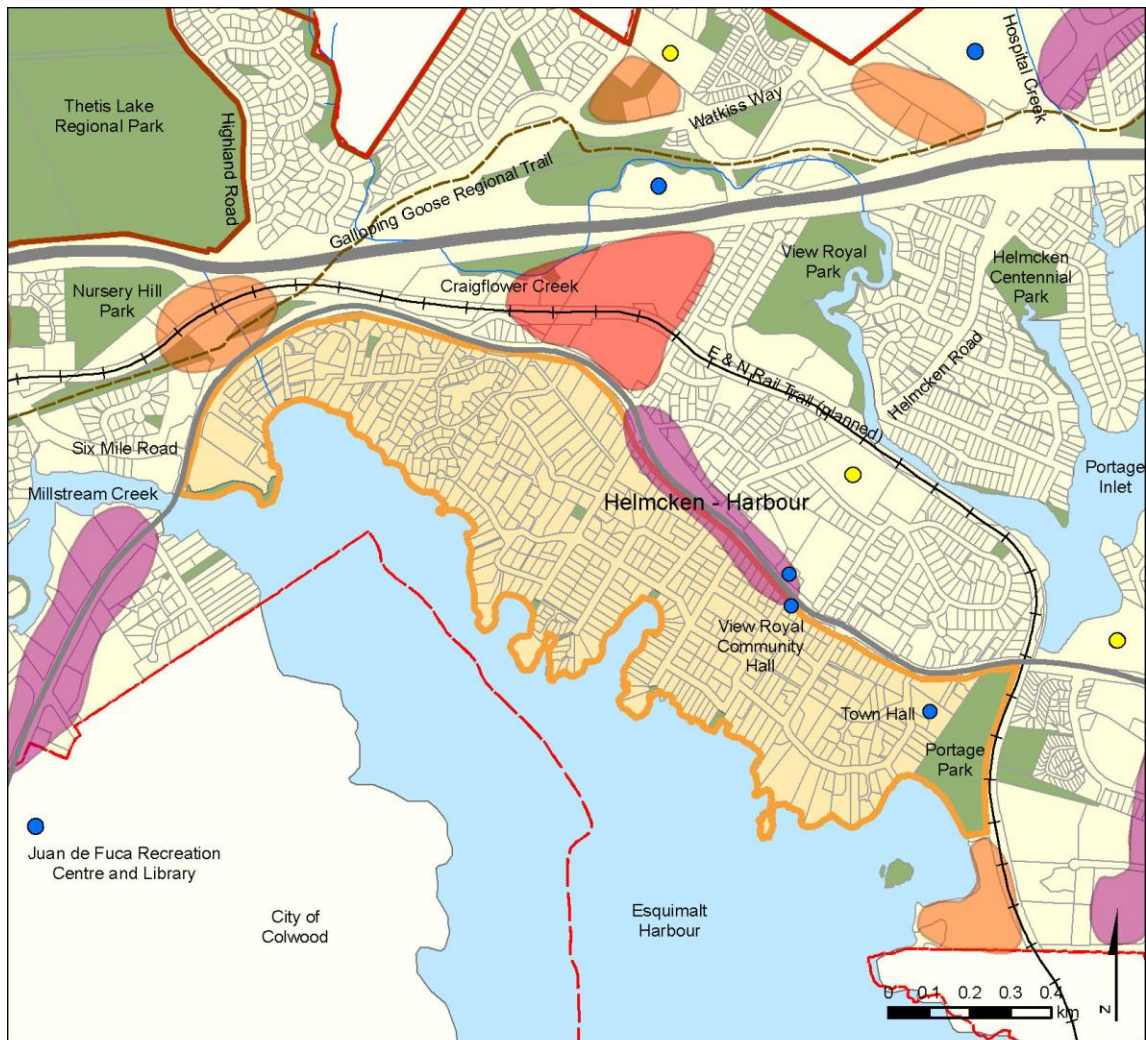 Thetis Lake
Regional Park
Highland Road
Watkiss Way
Hospital Creek
Galloping Goose Regional Trail
Nursery Hill
Park
Craigflower Creek
View Royal
Park
Helmcken
Centennial
Park
E & N Rail Trail (planned)
Helmcken Road
Six Mile Road
Millstream Creek
Portage
Inlet
Helmcken - Harbour
View Royal
Community
Hall
Town Hall
Portage
Park
Juan de Fuca Recreation
Centre and Library
City of
Colwood
Esquimalt
Harbour
0 0.1 0.2 0.3 0.4
km
N